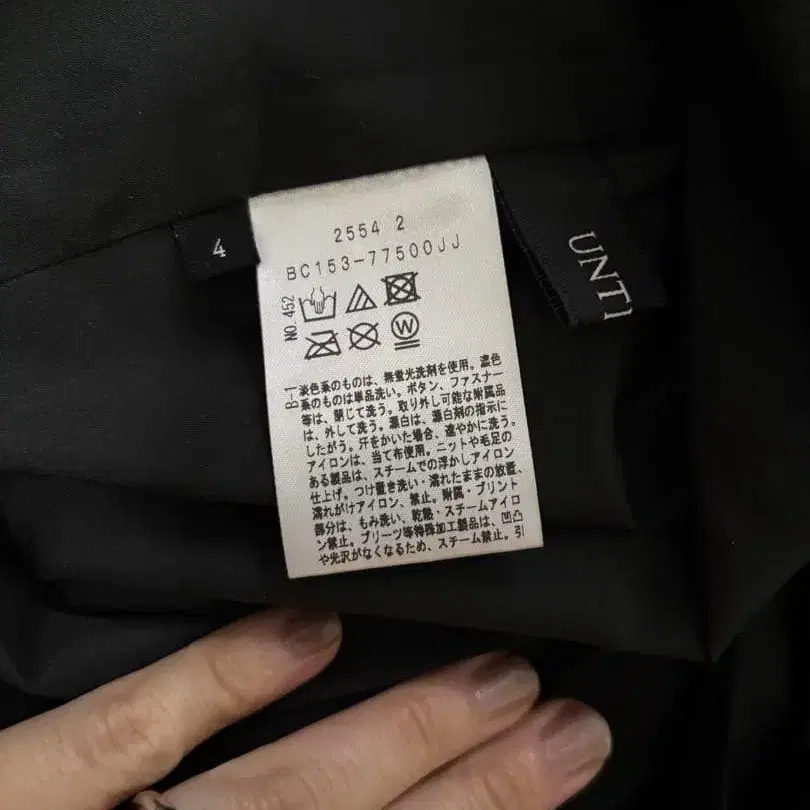 4
2554 2
BC153-77500JJ
NO.452
W
B-1
淡色系のものは、無蛍光洗剤を使用。濃色
系のものは単品洗い。ボタン、ファスナー
等は、閉じて洗う。取り外し可能な附属品
は、外して洗う。漂白は、漂白剤の指示に
したがう。汗をかいた場合、速やかに洗う。
アイロンは、当て布使用。ニットや毛足の
ある製品は、スチームでの浮かしアイロン
仕上げ。つけ置き洗い・濡れたままの放置、
濡れがけアイロン、禁止。附属・プリント
部分は、もみ洗い、乾熱・スチームアイロ
ン禁止。プリーツ等特殊加工製品は、凹凸
や光沢がなくなるため、スチーム禁止。引
UNTI